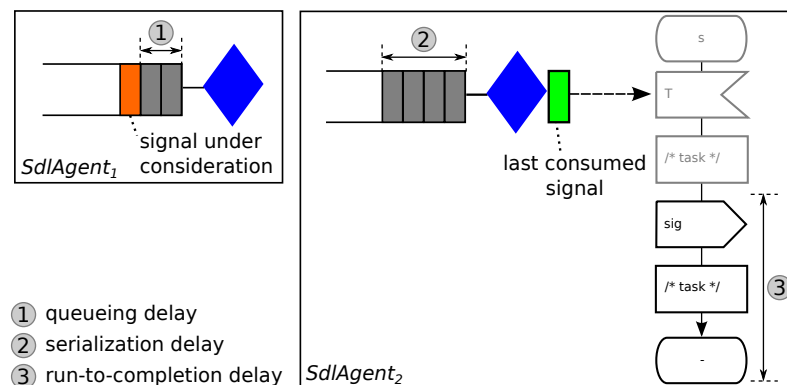 1
signal under
consideration
SdlAgent1
2
last consumed
signal
s
T
/* task */
sig
/* task */
3
-
SdlAgent2
1 queueing delay
2 serialization delay
3 run-to-completion delay